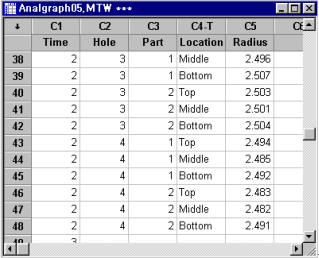 Analgraph05.MTW ***
C1 C2 C3 C4-T C5 C6
Time Hole Part Location Radius
38 2 3 1 Middle 2.496
39 2 3 1 Bottom 2.507
40 2 3 2 Top 2.503
41 2 3 2 Middle 2.501
42 2 3 2 Bottom 2.504
43 2 4 1 Top 2.494
44 2 4 1 Middle 2.485
45 2 4 1 Bottom 2.492
46 2 4 2 Top 2.483
47 2 4 2 Middle 2.482
48 2 4 2 Bottom 2.491
49 3